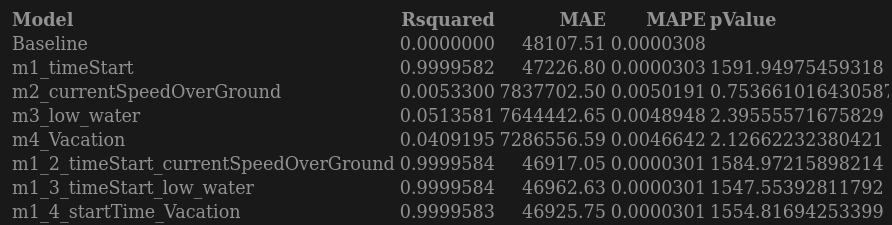 Model Rsquared MAE MAPE pValue
Baseline 0.0000000 48107.51 0.0000308
m1_timeStart 0.9999582 47226.80 0.0000303 1591.94975459318
m2_currentSpeedOverGround 0.0053300 7837702.50 0.0050191 0.753661016430587
m3_low_water 0.0513581 7644442.65 0.0048948 2.39555571675829
m4_Vacation 0.0409195 7286556.59 0.0046642 2.12662232380421
m1_2_timeStart_currentSpeedOverGround 0.9999584 46917.05 0.0000301 1584.97215898214
m1_3_timeStart_low_water 0.9999584 46962.63 0.0000301 1547.55392811792
m1_4_startTime_Vacation 0.9999583 46925.75 0.0000301 1554.81694253399